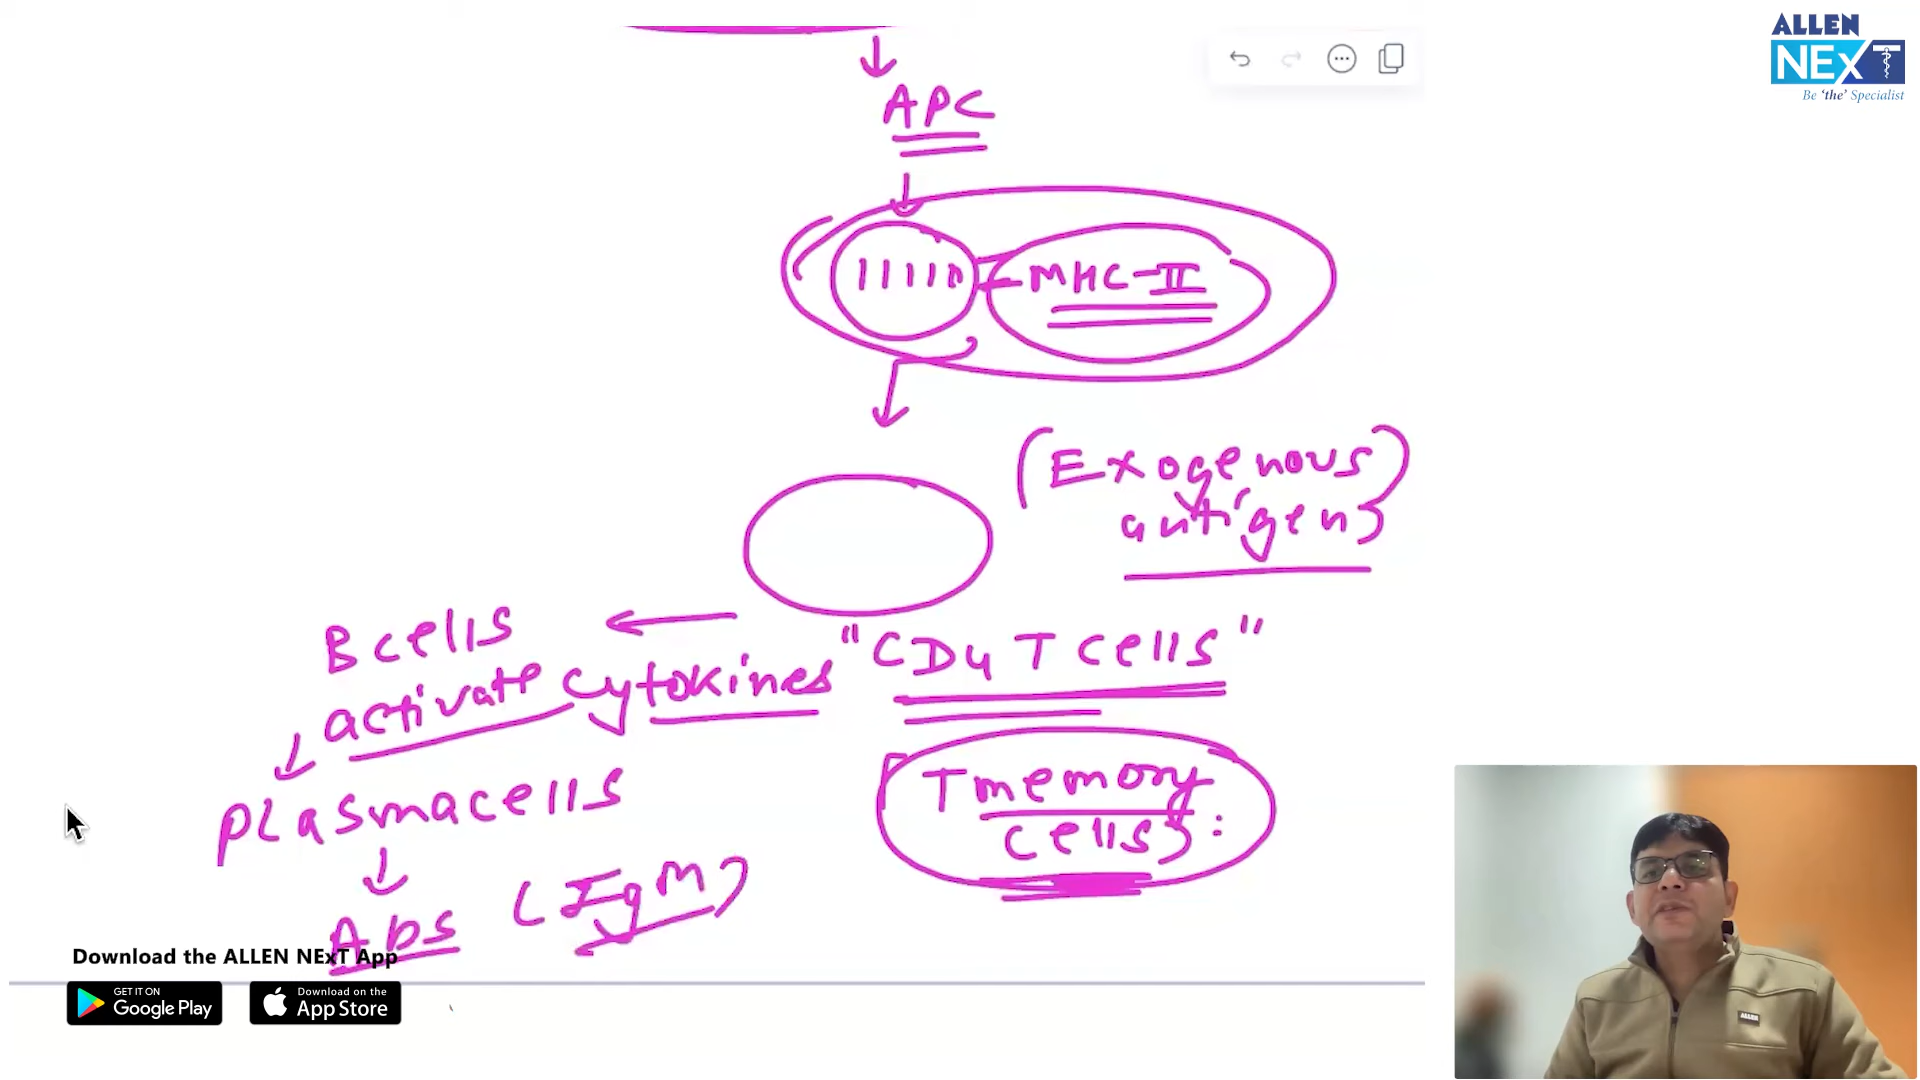 ALLEN
NEXT
Be 'the' Specialist
APC
MHC-II
(Exogenous
antigen)
B cells
"CD4 T cells"
activate cytokines
T memory
cells
plasmacells
Abs (IgM)
Download the ALLEN NEXT App
GET IT ON
Google Play
Download on the
App Store